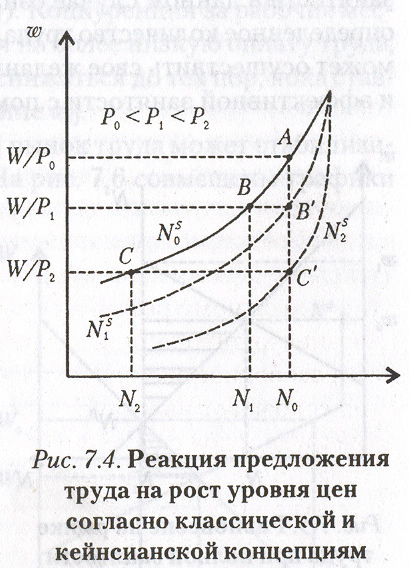 w
P₀ < P₁ < P₂
W/P₀ A
W/P₁ B B′
N₀ˢ N₂ˢ
W/P₂ C C′
N₁ˢ
N₂ N₁ N₀
Рис. 7.4. Реакция предложения
труда на рост уровня цен
согласно классической и
кейнсианской концепциям